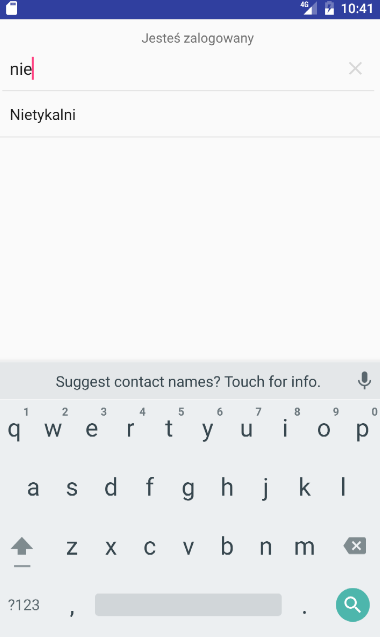 4G 10:41
Jesteś zalogowany
nie
Nietykalni
Suggest contact names? Touch for info.
1 2 3 4 5 6 7 8 9 0
q w e r t y u i o p
a s d f g h j k l
z x c v b n m
?123 , .